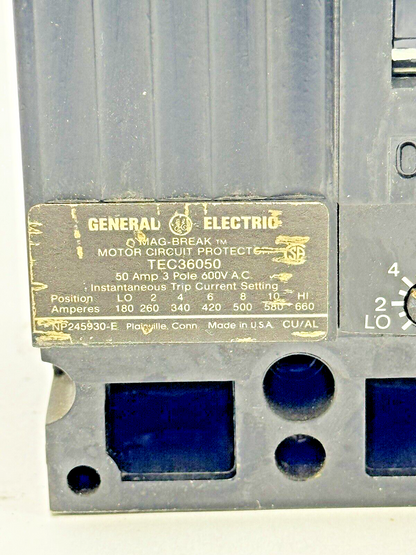 GENERAL ELECTRIC
MAG-BREAK™
MOTOR CIRCUIT PROTECTOR
TEC36050
50 Amp 3 Pole 600V A.C.
Instantaneous Trip Current Setting
Position LO 2 4 6 8 10 HI
Amperes 180 260 340 420 500 580 660
NP245930-E Plainville, Conn. Made in U.S.A. CU/AL
4
2
LO